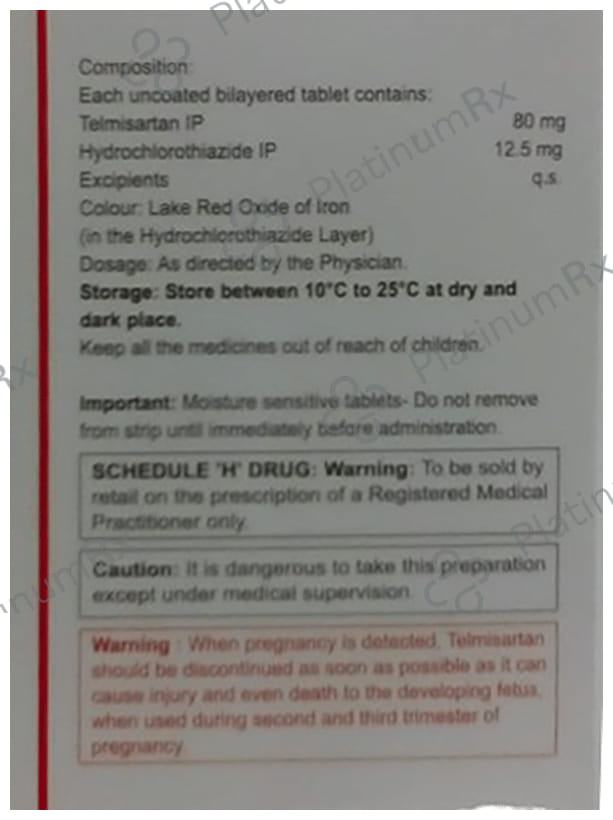 Composition:
Each uncoated bilayered tablet contains:
Telmisartan IP 80 mg
Hydrochlorothiazide IP 12.5 mg
Excipients q.s.
Colour: Lake Red Oxide of Iron
(in the Hydrochlorothiazide Layer)
Dosage: As directed by the Physician.
Storage: Store between 10°C to 25°C at dry and
dark place.
Keep all the medicines out of reach of children.
Important: Moisture sensitive tablets- Do not remove
from strip until immediately before administration.
SCHEDULE 'H' DRUG: Warning: To be sold by
retail on the prescription of a Registered Medical
Practitioner only.
Caution: It is dangerous to take this preparation
except under medical supervision.
Warning : When pregnancy is detected, Telmisartan
should be discontinued as soon as possible as it can
cause injury and even death to the developing fetus,
when used during second and third trimester of
pregnancy.
PlatinumRx
PlatinumRx